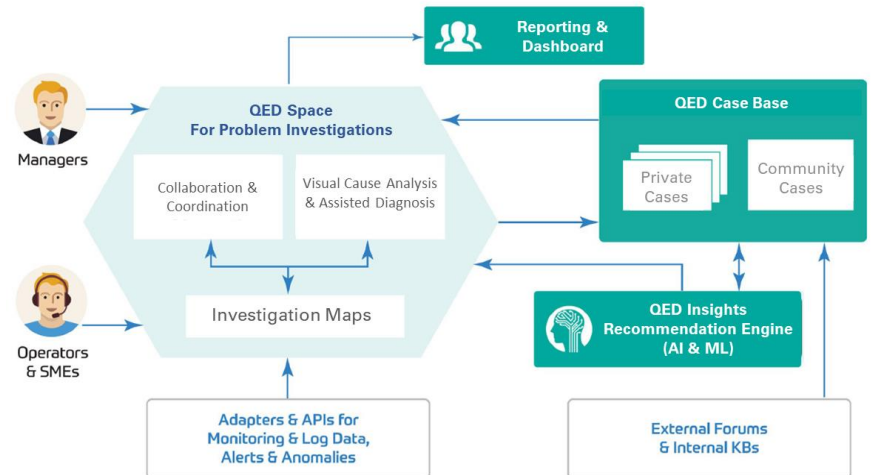 Reporting &
Dashboard
Managers
QED Space
For Problem Investigations
Collaboration &
Coordination
Visual Cause Analysis
& Assisted Diagnosis
QED Case Base
Private
Cases
Community
Cases
Operators
& SMEs
Investigation Maps
QED Insights
Recommendation Engine
(AI & ML)
Adapters & APIs for
Monitoring & Log Data,
Alerts & Anomalies
External Forums
& Internal KBs